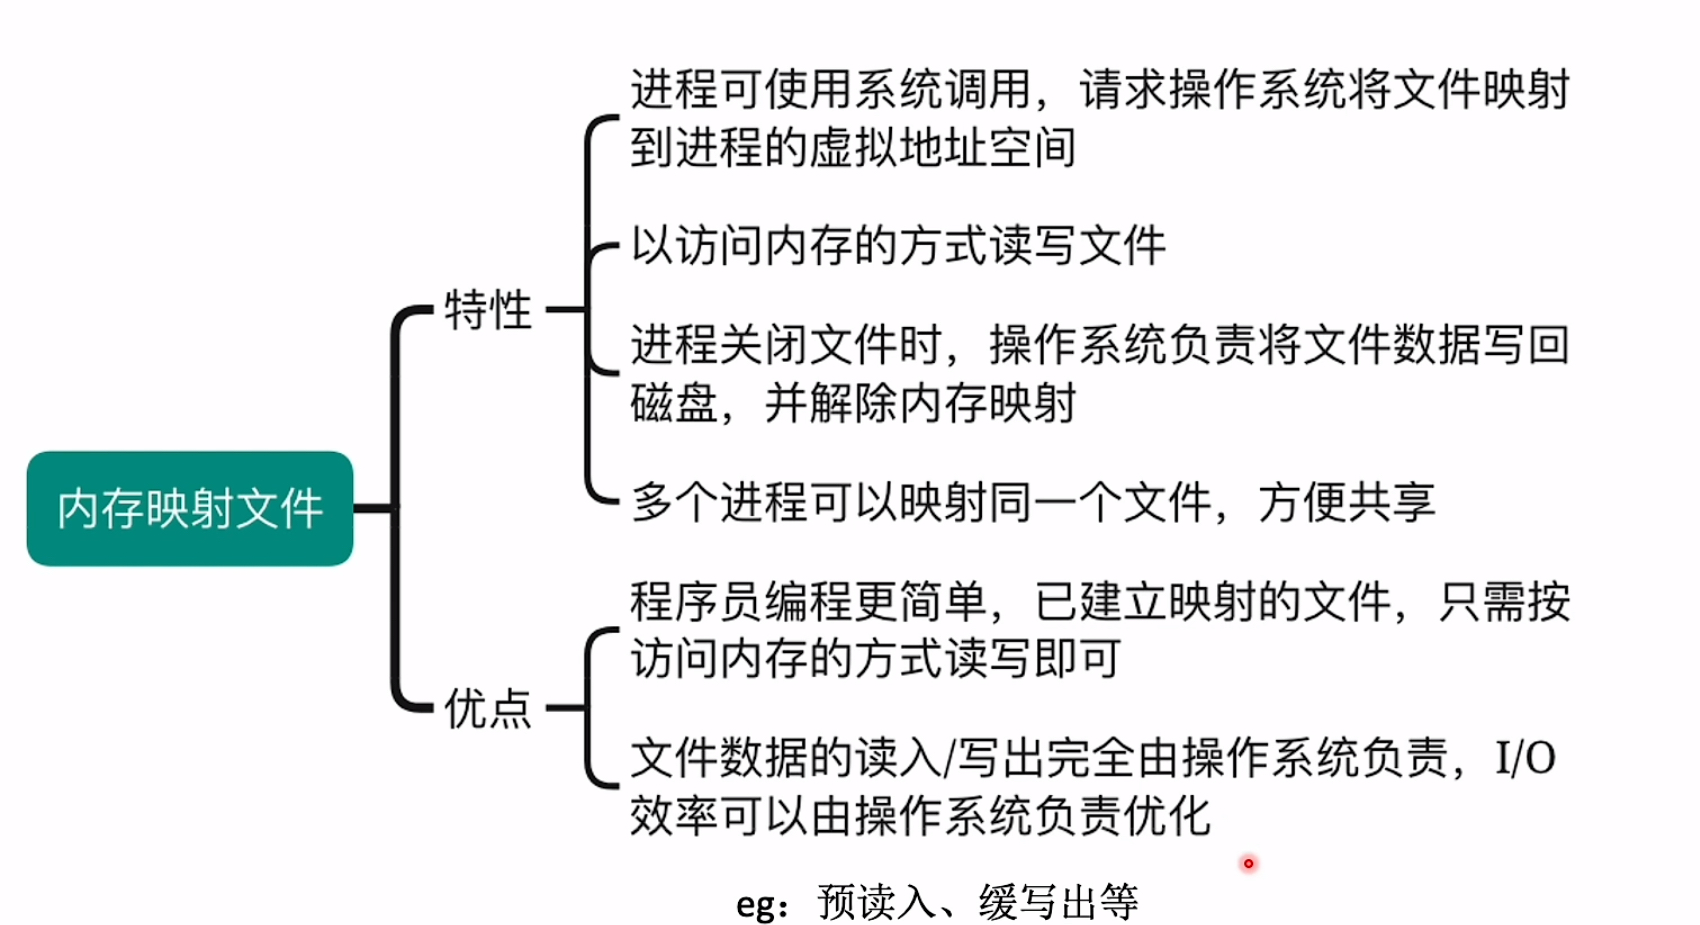 进程可使用系统调用，请求操作系统将文件映射
到进程的虚拟地址空间
以访问内存的方式读写文件
特性
进程关闭文件时，操作系统负责将文件数据写回
磁盘，并解除内存映射
内存映射文件
多个进程可以映射同一个文件，方便共享
程序员编程更简单，已建立映射的文件，只需按
访问内存的方式读写即可
优点
文件数据的读入/写出完全由操作系统负责，I/O
效率可以由操作系统负责优化
eg：预读入、缓写出等